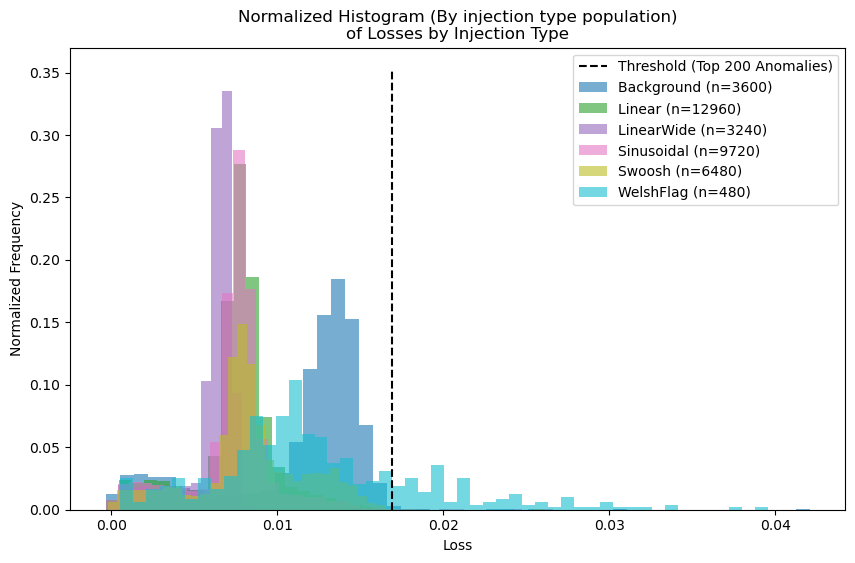 Normalized Histogram (By injection type population)
of Losses by Injection Type
Normalized Frequency
0.35
0.30
0.25
0.20
0.15
0.10
0.05
0.00
Threshold (Top 200 Anomalies)
Background (n=3600)
Linear (n=12960)
LinearWide (n=3240)
Sinusoidal (n=9720)
Swoosh (n=6480)
WelshFlag (n=480)
0.00 0.01 0.02 0.03 0.04
Loss